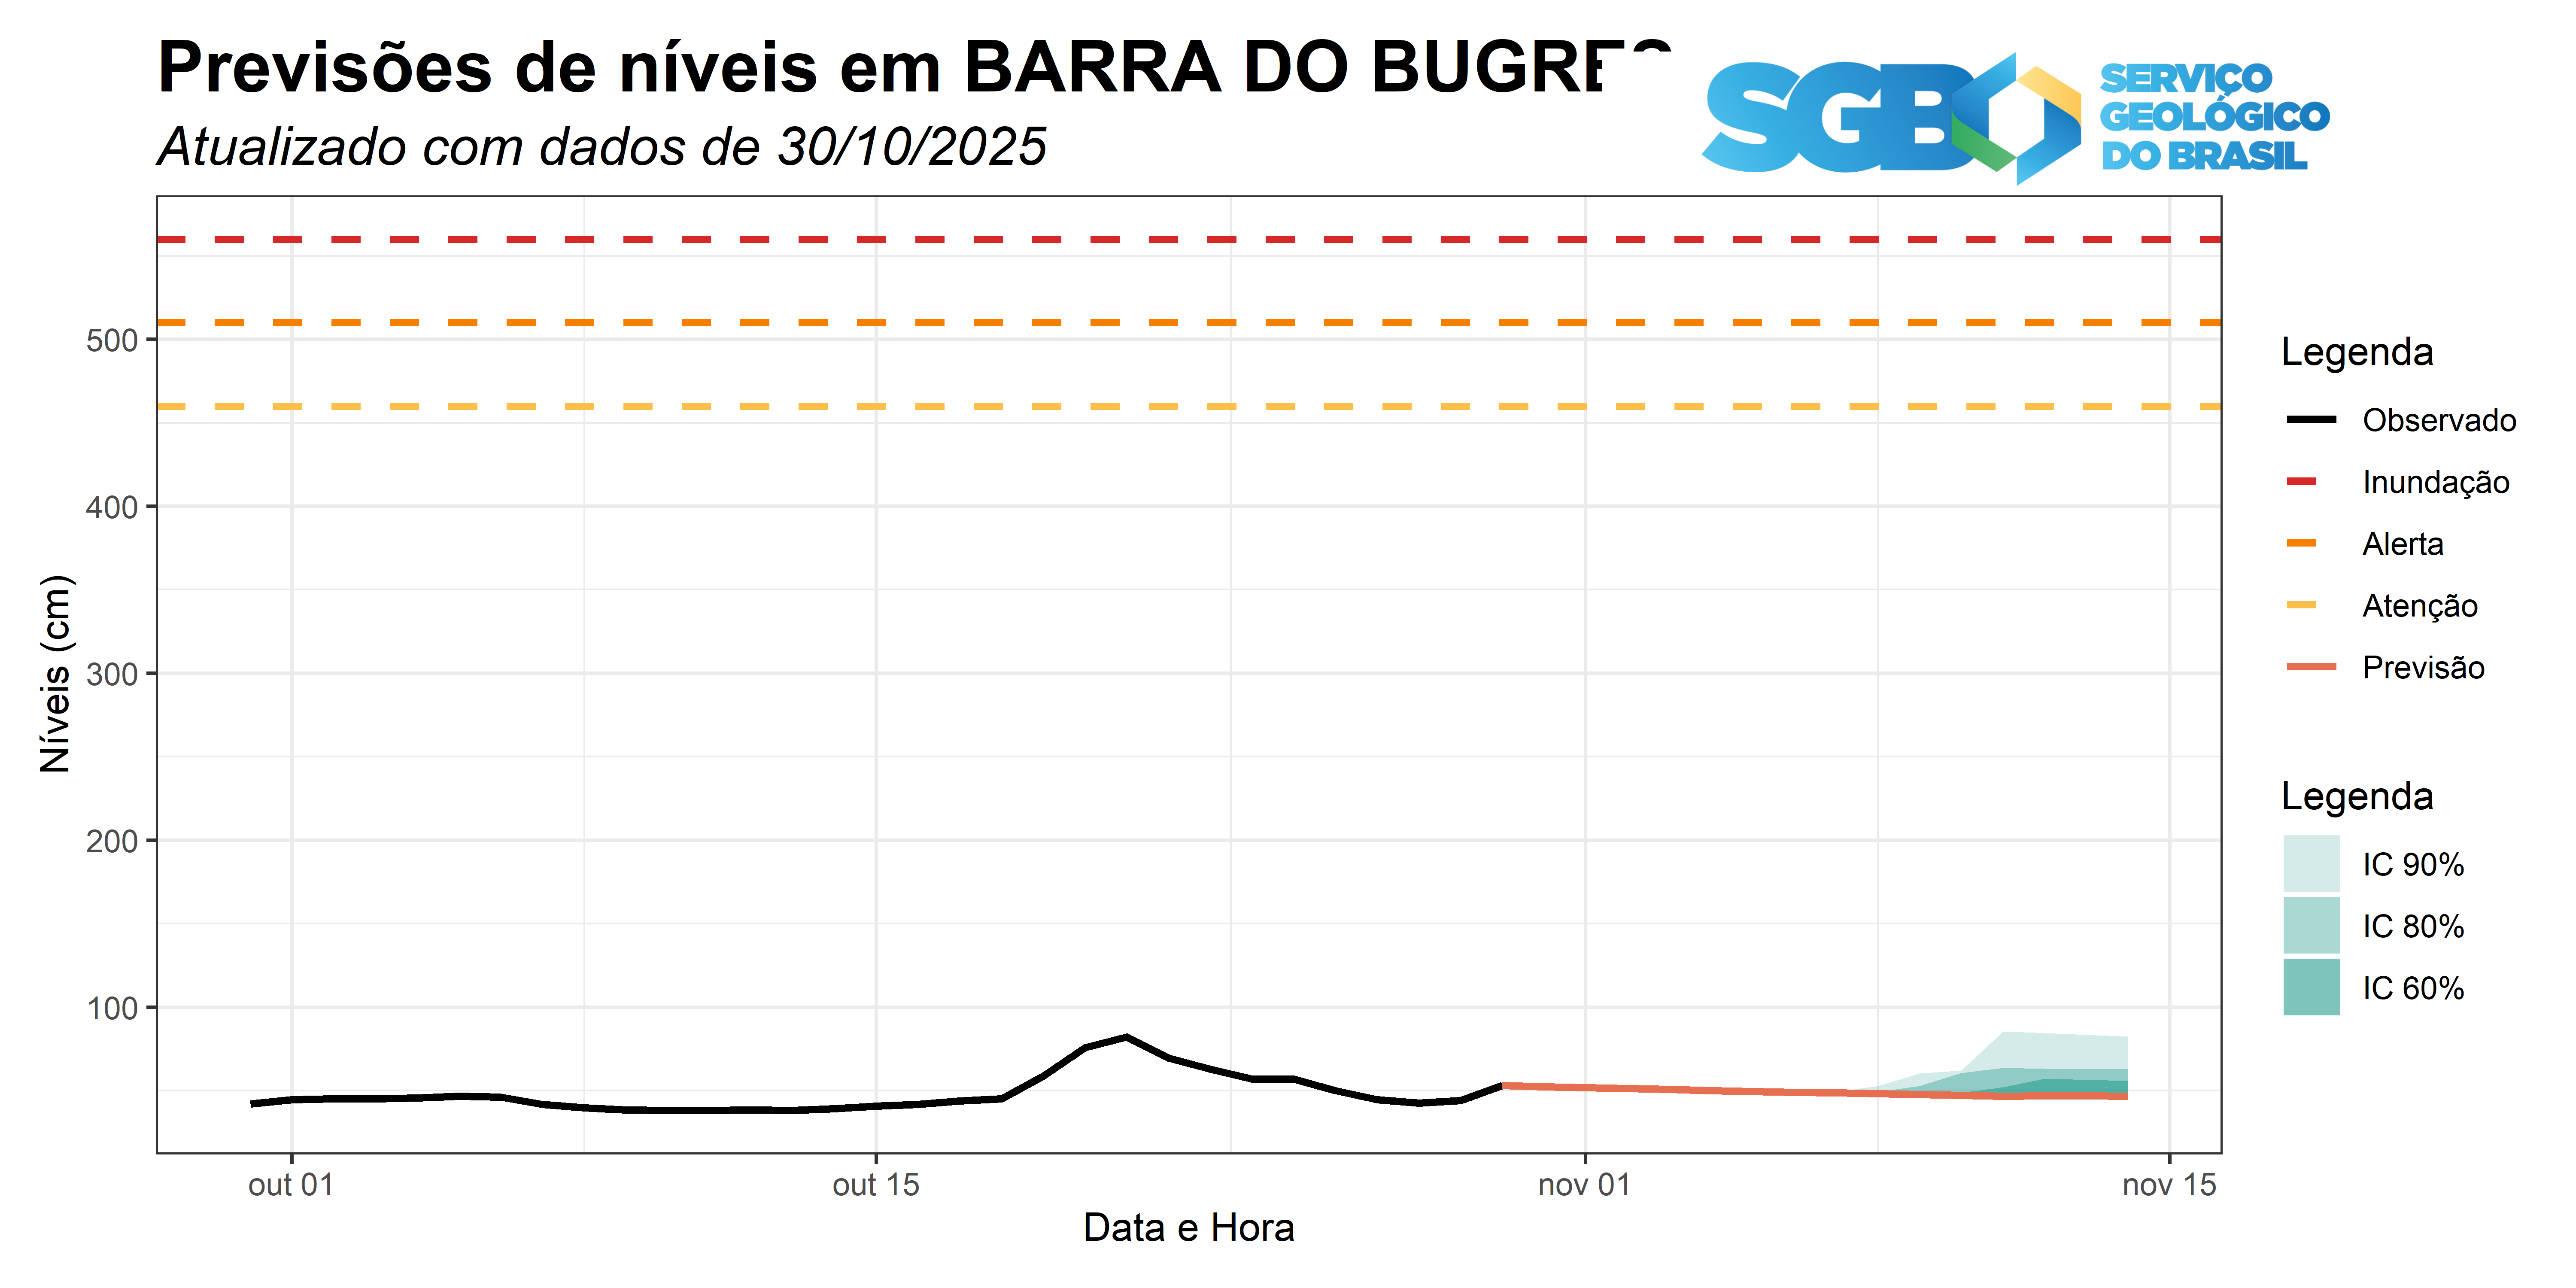 Previsões de níveis em BARRA DO BUGRES
Atualizado com dados de 30/10/2025
SGB
SERVIÇO
GEOLÓGICO
DO BRASIL
Níveis (cm)
500
400
300
200
100
out 01
out 15
nov 01
nov 15
Data e Hora
Legenda
Observado
Inundação
Alerta
Atenção
Previsão
Legenda
IC 90%
IC 80%
IC 60%